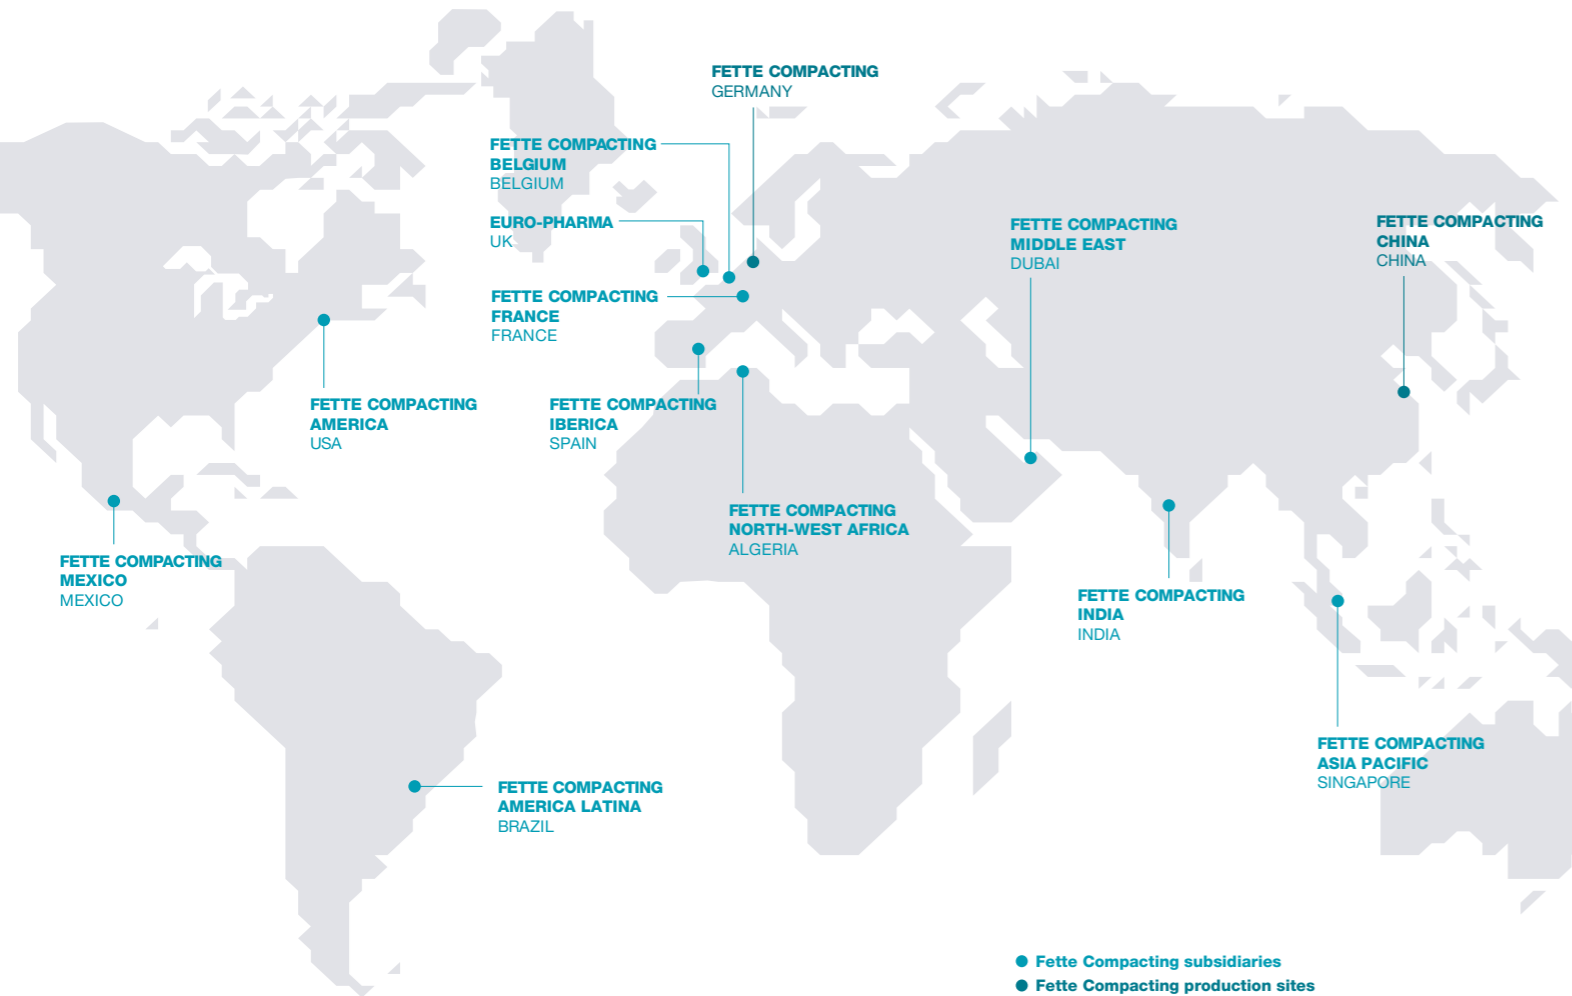 FETTE COMPACTING
GERMANY
FETTE COMPACTING
BELGIUM
BELGIUM
EURO-PHARMA
UK
FETTE COMPACTING
FRANCE
FRANCE
FETTE COMPACTING
MIDDLE EAST
DUBAI
FETTE COMPACTING
CHINA
CHINA
FETTE COMPACTING
AMERICA
USA
FETTE COMPACTING
IBERICA
SPAIN
FETTE COMPACTING
NORTH-WEST AFRICA
ALGERIA
FETTE COMPACTING
MEXICO
MEXICO
FETTE COMPACTING
INDIA
INDIA
FETTE COMPACTING
ASIA PACIFIC
SINGAPORE
FETTE COMPACTING
AMERICA LATINA
BRAZIL
Fette Compacting subsidiaries
Fette Compacting production sites